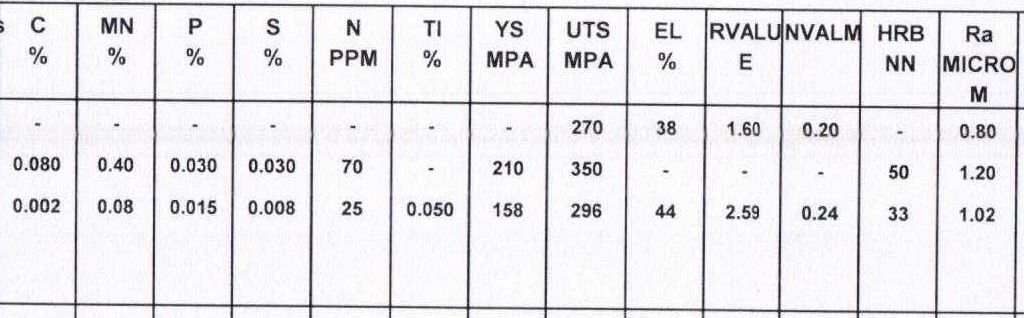 s C MN P S N TI YS UTS EL RVALU NVALM HRB Ra
% % % % PPM % MPA MPA % E NN MICRO
M
- - - - - - - 270 38 1.60 0.20 0.80
0.080 0.40 0.030 0.030 70 - 210 350 - - - 50 1.20
0.002 0.08 0.015 0.008 25 0.050 158 296 44 2.59 0.24 33 1.02